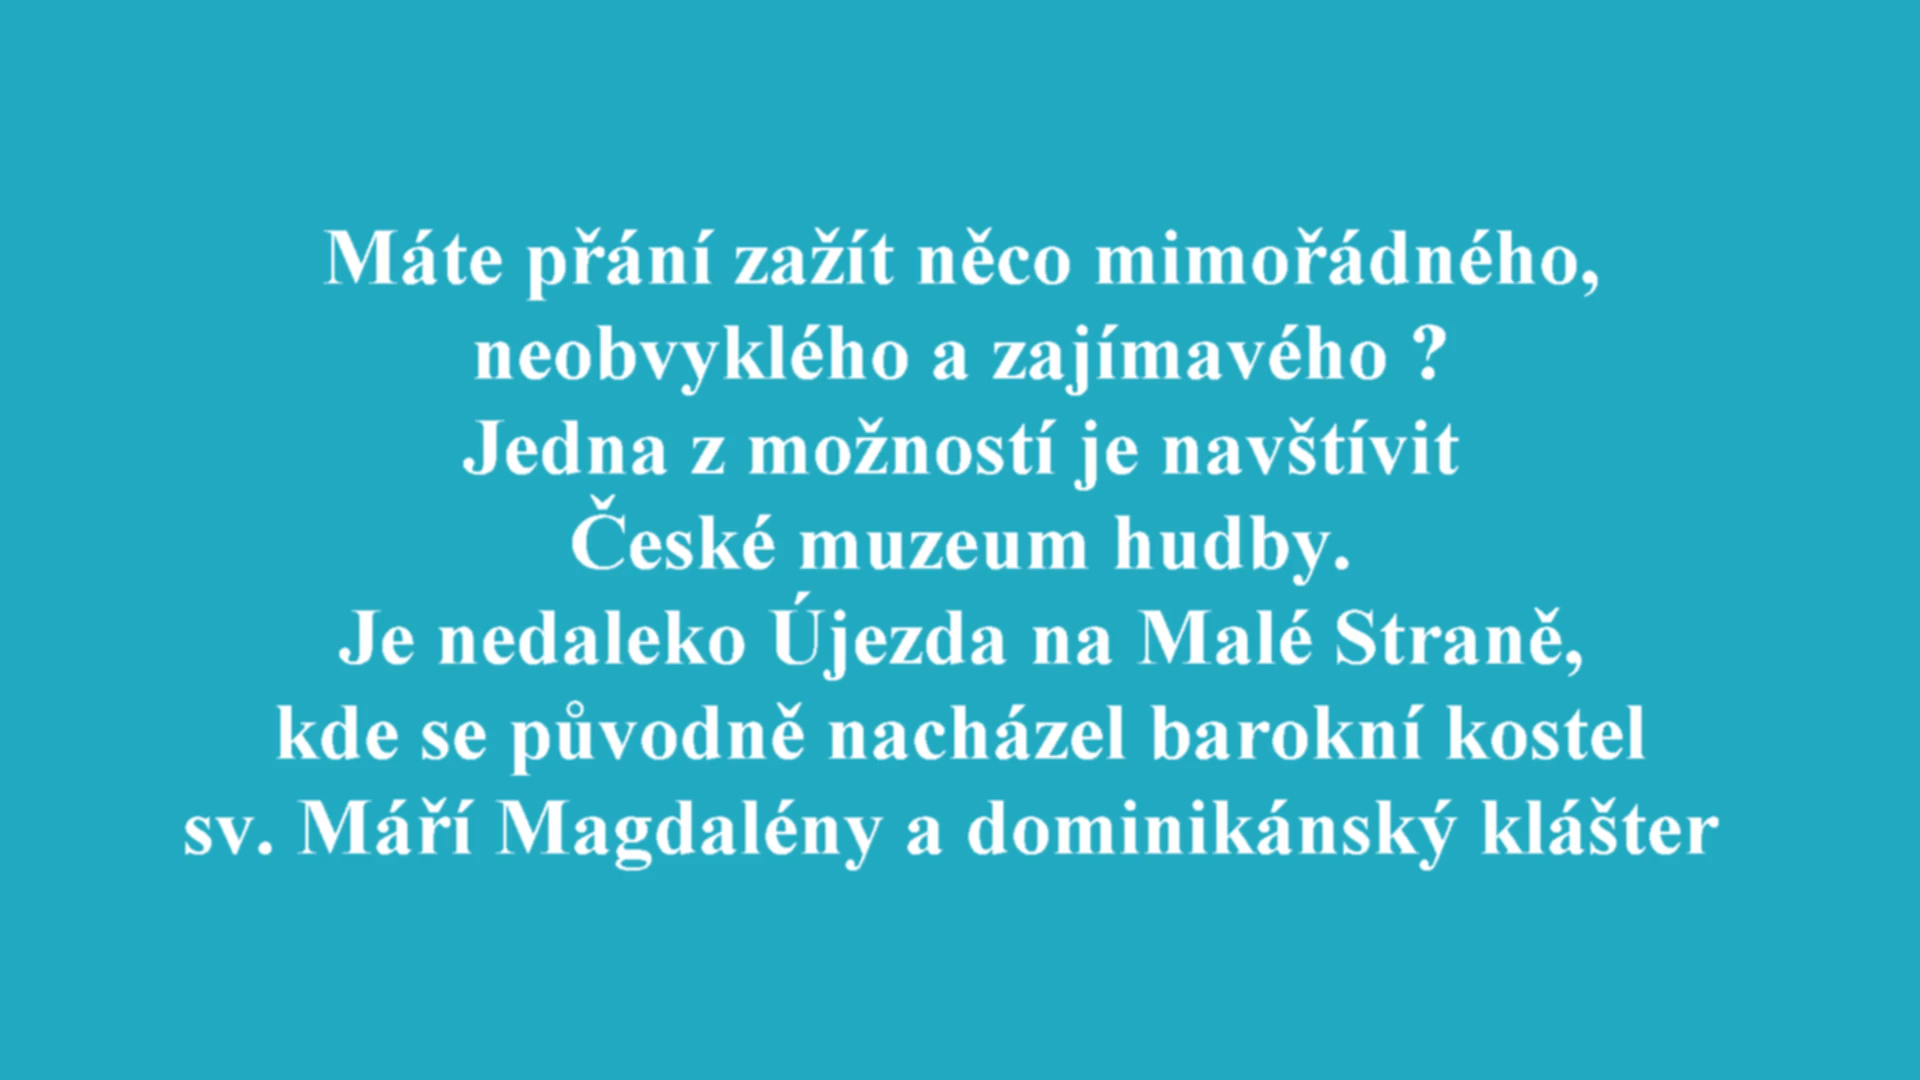 Máte přání zažít něco mimořádného,
neobvyklého a zajímavého ?
Jedna z možností je navštívit
České muzeum hudby.
Je nedaleko Újezda na Malé Straně,
kde se původně nacházel barokní kostel
sv. Máří Magdalény a dominikánský klášter